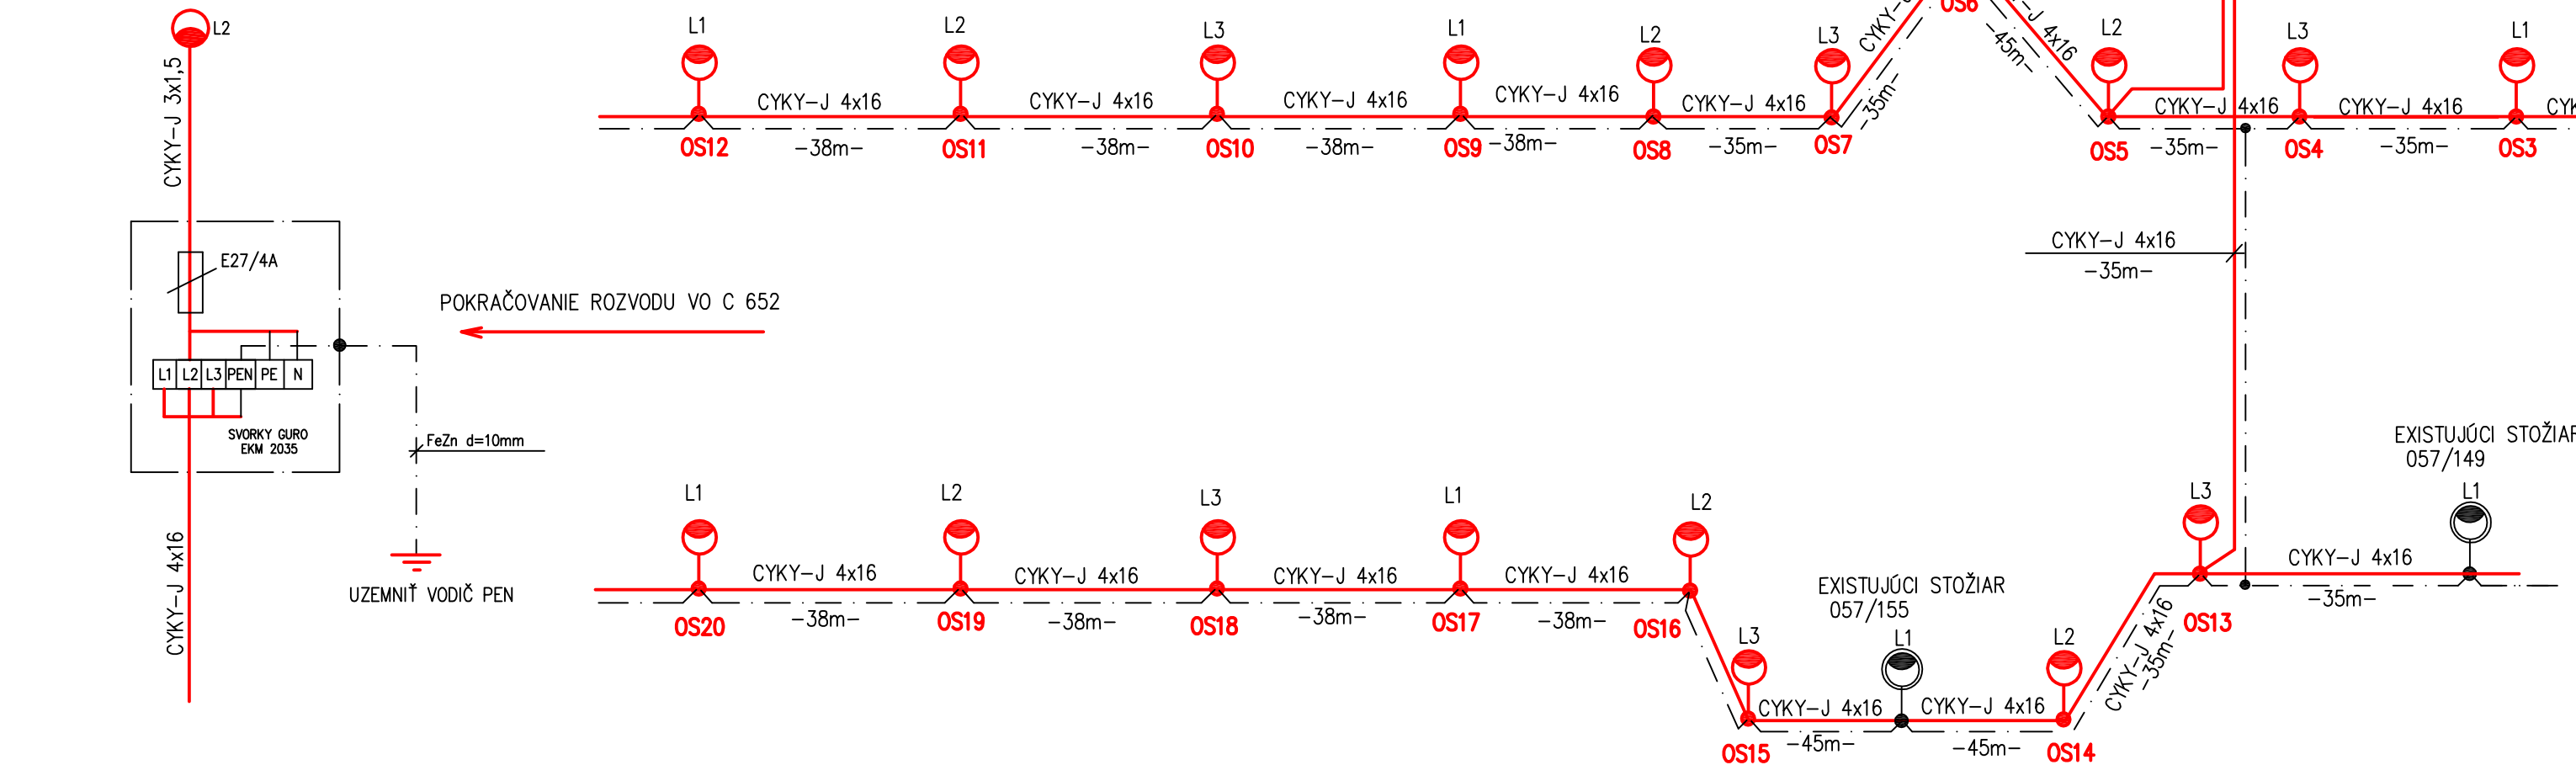 L2
CYKY-J 3x1,5
E27/4A
L1 L2 L3 PEN PE N
SVORKY GURO
EKM 2035
FeZn d=10mm
UZEMNIŤ VODIČ PEN
CYKY-J 4x16
POKRAČOVANIE ROZVODU VO C 652
L1 L2 L3 L1 L2 L3 L2 L3 L1
CYKY-J 4x16 CYKY-J 4x16 CYKY-J 4x16 CYKY-J 4x16 CYKY-J 4x16
OS12 OS11 OS10 OS9 OS8 OS7
-38m- -38m- -38m- -38m- -35m-
-35m-
OS6
-45m-
CYKY-J 4x16 CYKY-J 4x16
OS5 -35m- OS4 -35m- OS3
CYKY-J 4x16
-35m-
EXISTUJÚCI STOŽIAR
057/149
L1 L2 L3 L1 L2 L3 L1
CYKY-J 4x16 CYKY-J 4x16 CYKY-J 4x16 CYKY-J 4x16
OS20 -38m- OS19 -38m- OS18 -38m- OS17 -38m- OS16
EXISTUJÚCI STOŽIAR
057/155
L3 L1 L2
CYKY-J 4x16 CYKY-J 4x16
OS15 -45m- -45m- OS14
CYKY-J 4x16
-35m-
OS13
CYKY-J 4x16
-35m-